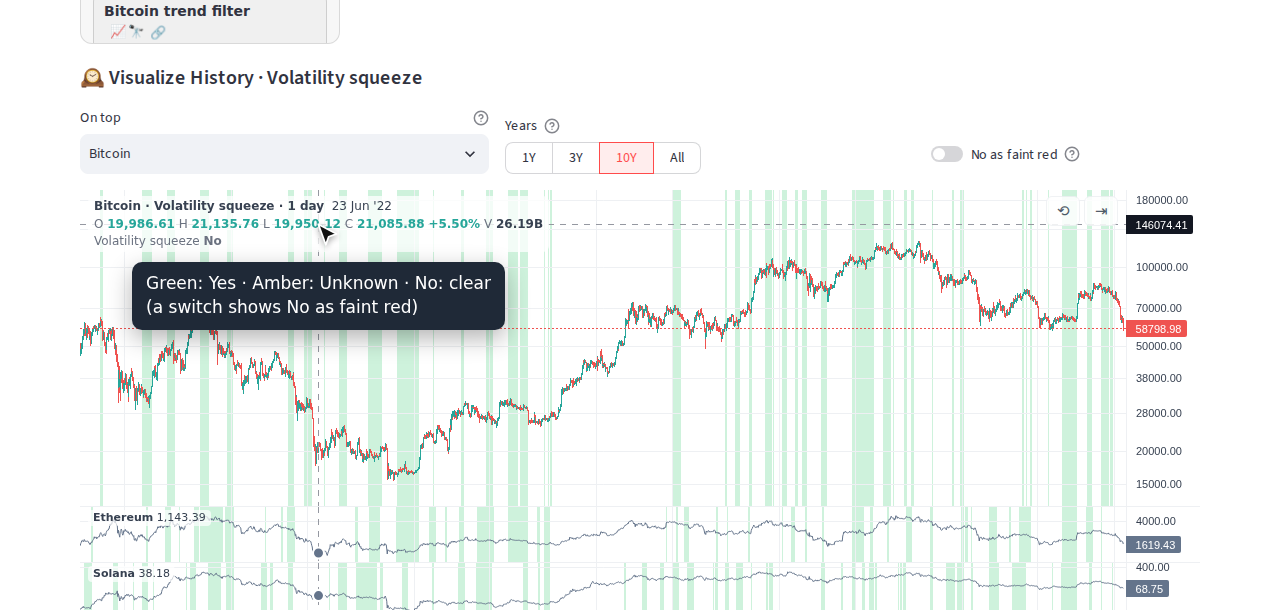 Bitcoin trend filter
Visualize History · Volatility squeeze
On top
Bitcoin
Years
1Y 3Y 10Y All
No as faint red
Bitcoin · Volatility squeeze · 1 day 23 Jun '22
O 19,986.61 H 21,135.76 L 19,950.12 C 21,085.88 +5.50% V 26.19B
Volatility squeeze No
Green: Yes · Amber: Unknown · No: clear
(a switch shows No as faint red)
180000.00
146074.41
100000.00
70000.00
58798.98
50000.00
38000.00
28000.00
20000.00
15000.00
Ethereum 1,143.39
4000.00
1619.43
Solana 38.18
400.00
68.75